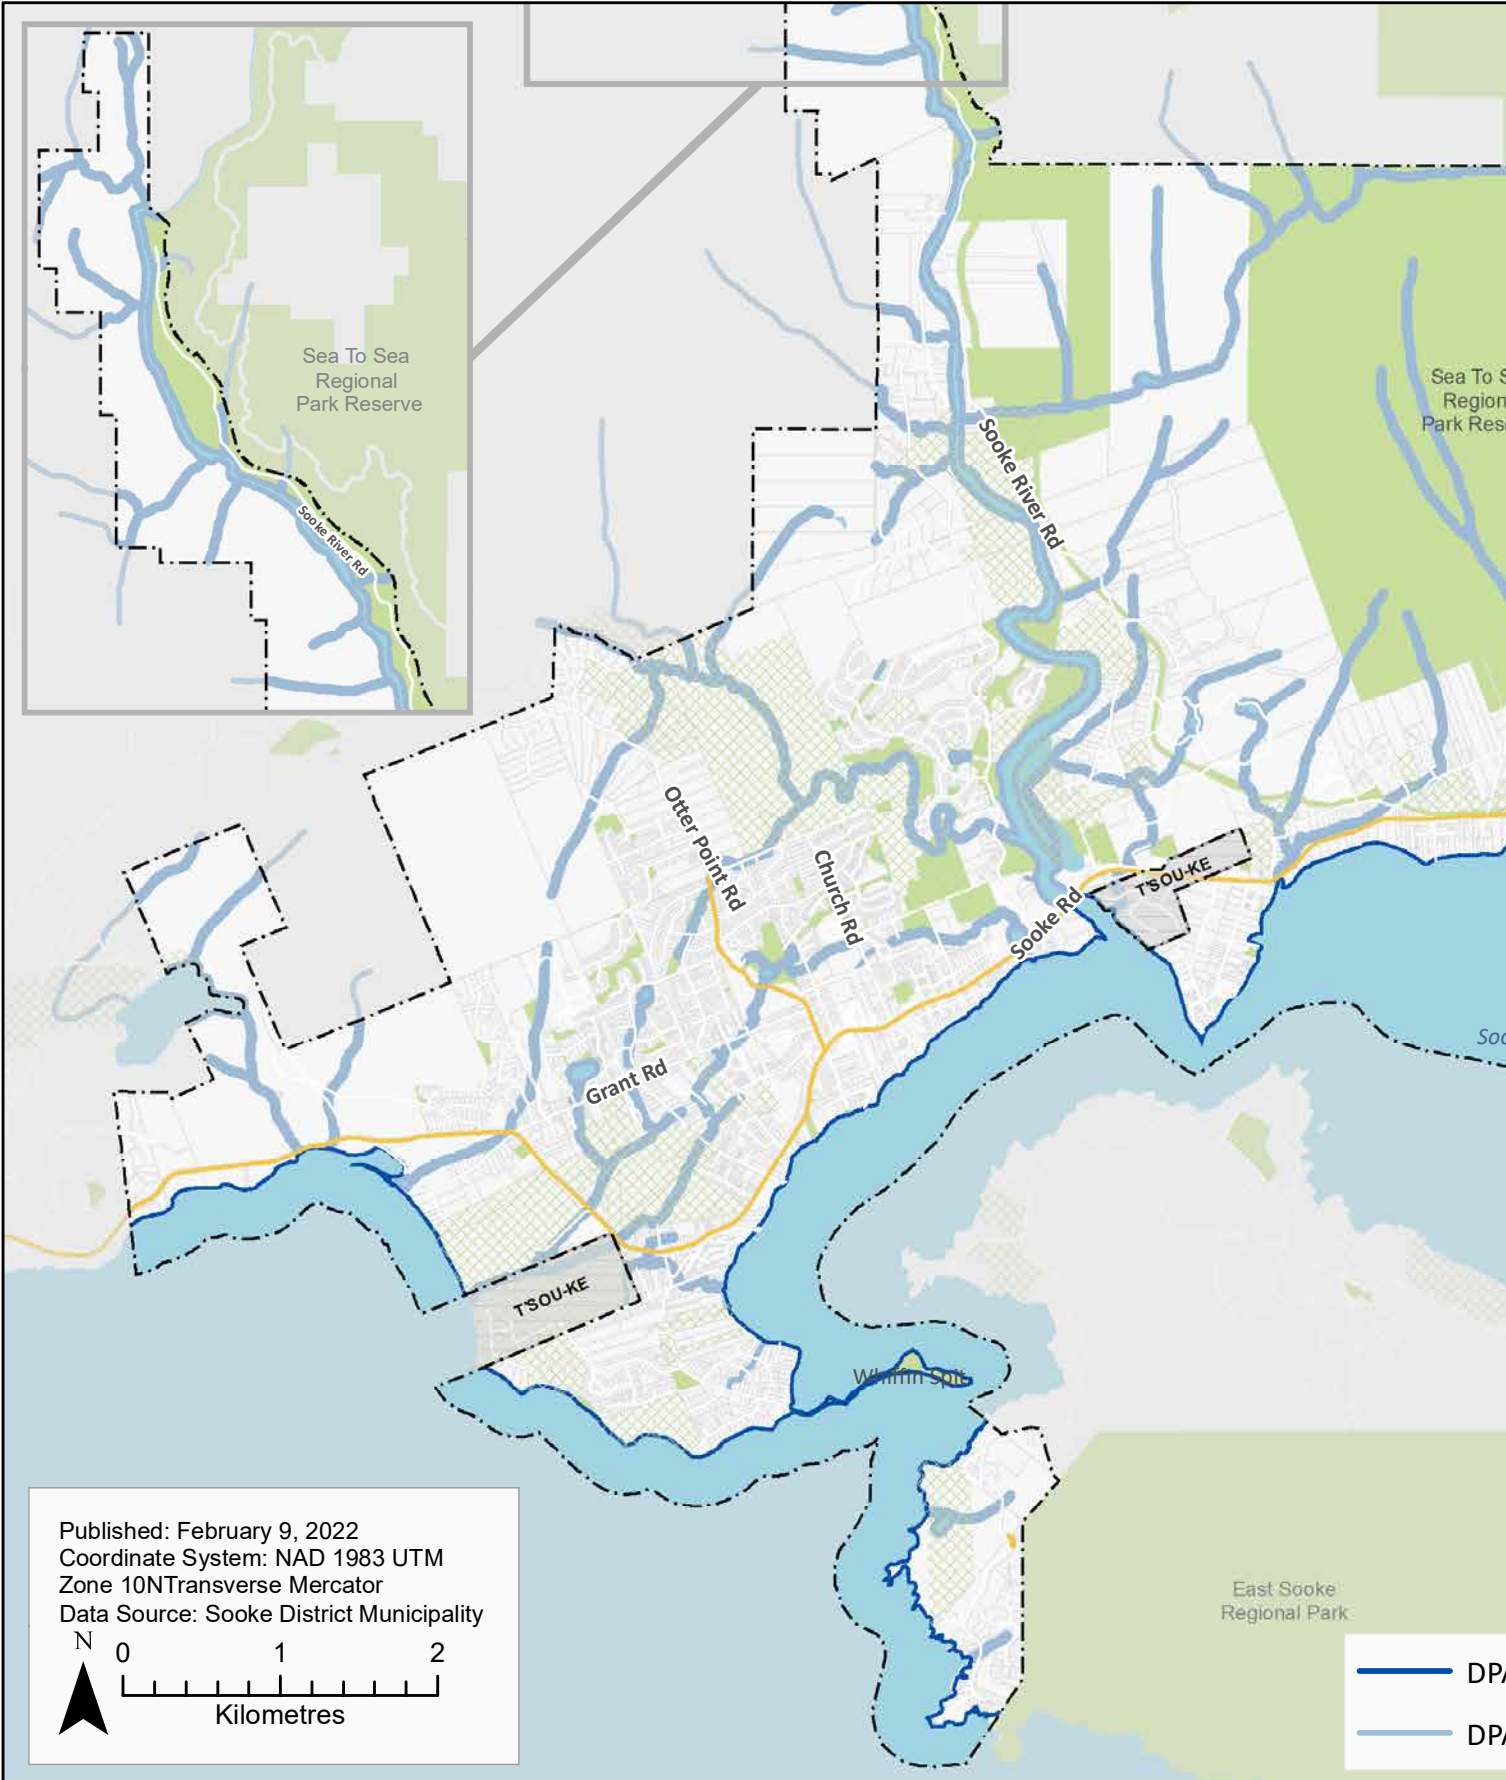 Sea To Sea
Regional
Park Reserve
Sooke River Rd
Sea To S
Region
Park Res
Sooke River Rd
Otter Point Rd
Church Rd
T'SOU-KE
Sooke Rd
Soo
Grant Rd
T'SOU-KE
Whiffin Spit
Published: February 9, 2022
Coordinate System: NAD 1983 UTM
Zone 10NTransverse Mercator
Data Source: Sooke District Municipality
N
0 1 2
Kilometres
East Sooke
Regional Park
DPA
DPA